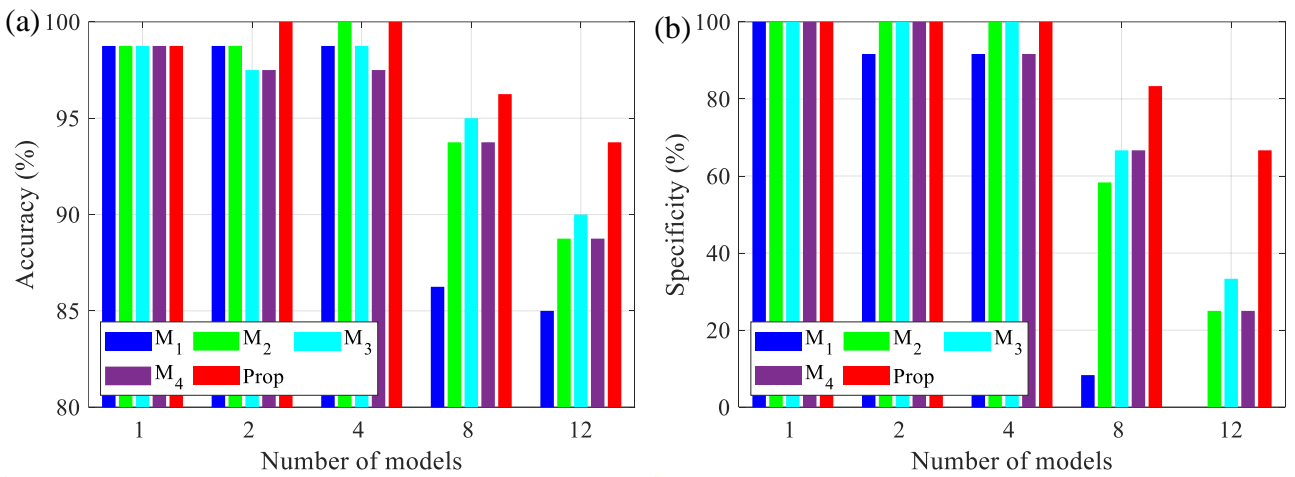 (a)
Accuracy (%)
100
95
90
85
80
M1 M2 M3
M4 Prop
1 2 4 8 12
Number of models
(b)
Specificity (%)
100
80
60
40
20
0
M1 M2 M3
M4 Prop
1 2 4 8 12
Number of models